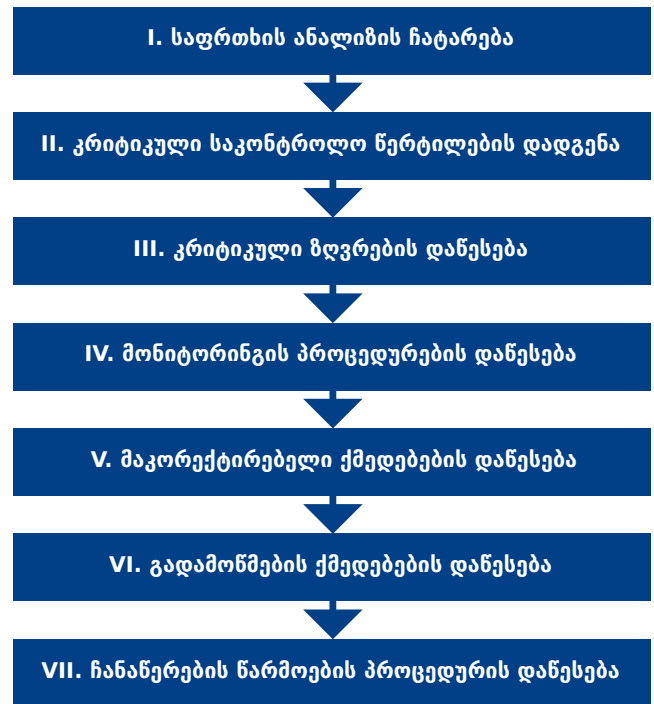 I. საფრთხის ანალიზის ჩატარება
II. კრიტიკული საკონტროლო წერტილების დადგენა
III. კრიტიკული ზღვრების დაწესება
IV. მონიტორინგის პროცედურების დაწესება
V. მაკორექტირებელი ქმედებების დაწესება
VI. გადამოწმების ქმედებების დაწესება
VII. ჩანაწერების წარმოების პროცედურის დაწესება